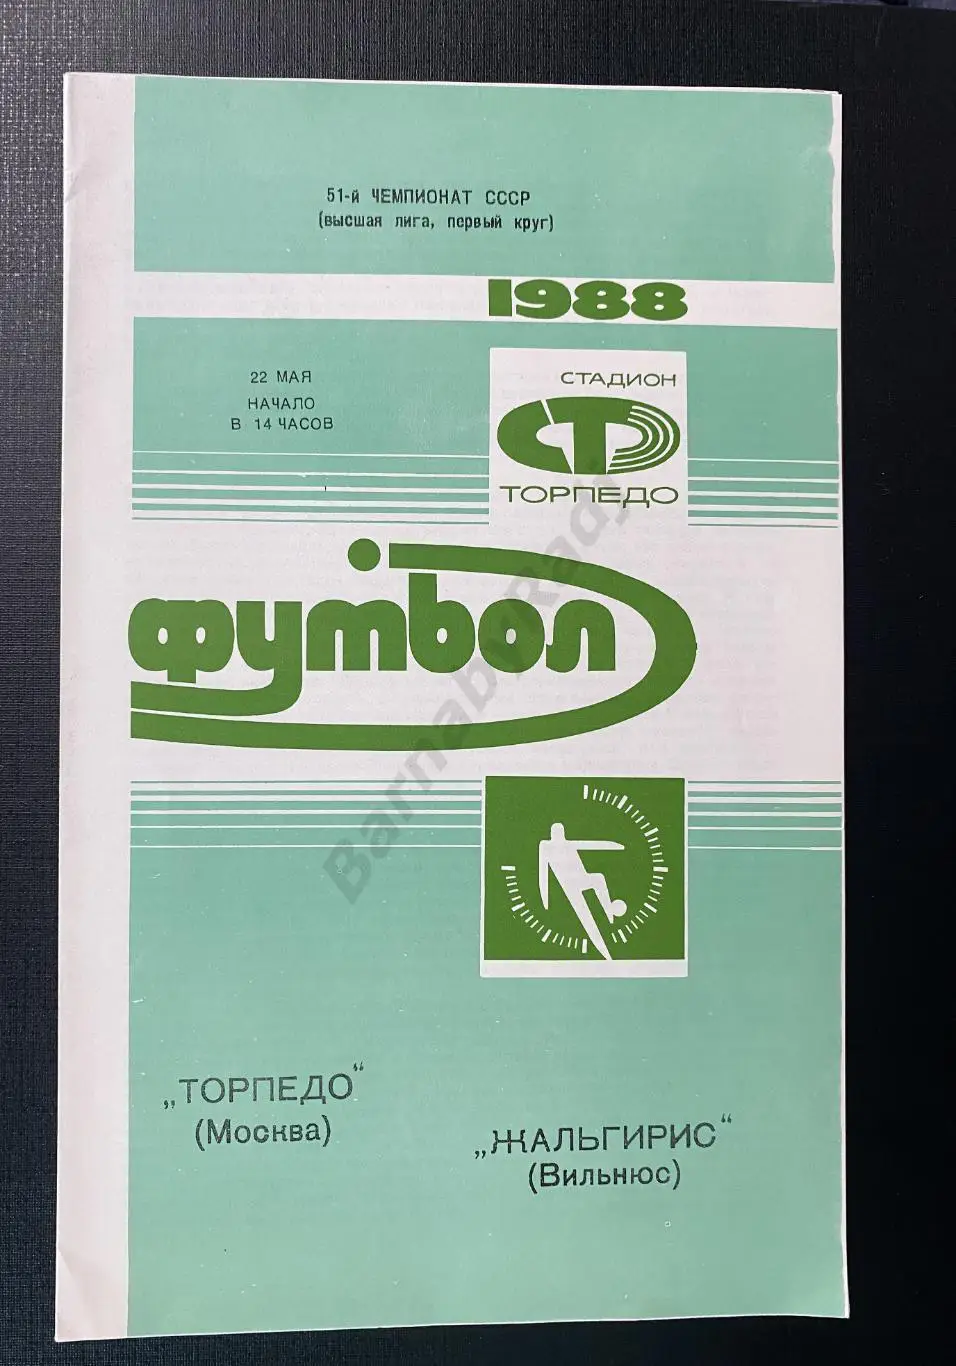 51-й ЧЕМПИОНАТ СССР
(высшая лига, первый круг)
1988
22 МАЯ
НАЧАЛО
В 14 ЧАСОВ
СТАДИОН
ТОРПЕДО
футбол
BarnabyRadj
„ТОРПЕДО“
(Москва)
„ЖАЛЬГИРИС“
(Вильнюс)